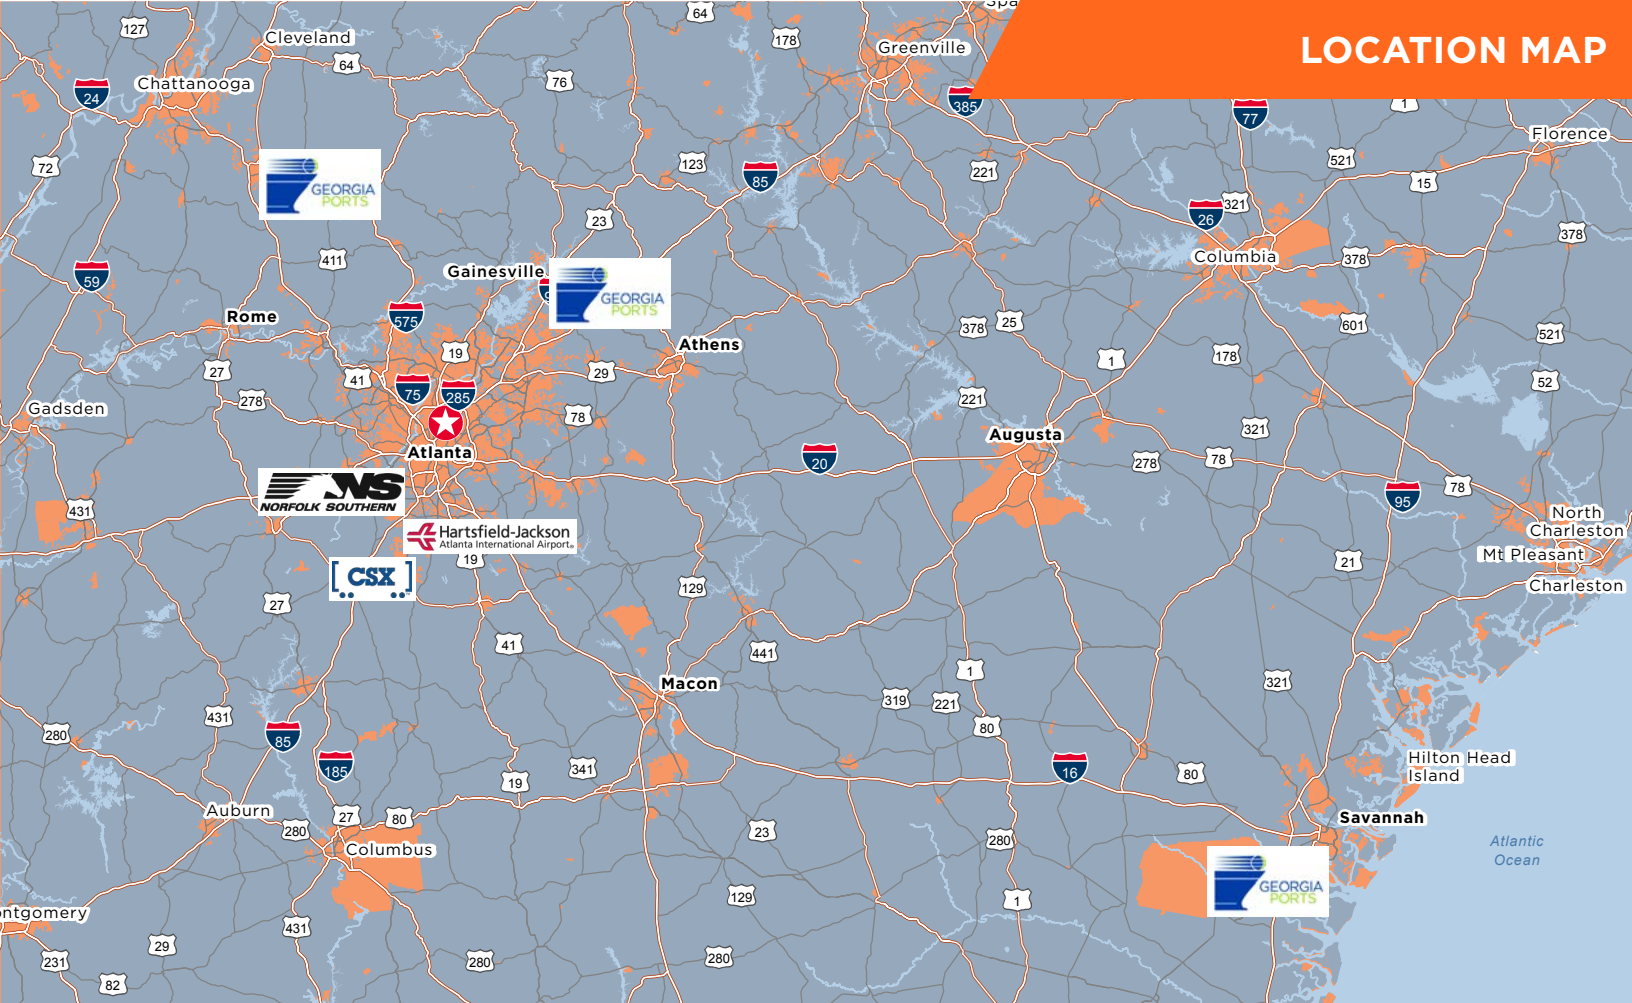 LOCATION MAP
64
127
Cleveland
178
Greenville
64
Chattanooga
76
24
385
1
77
Florence
72
123
85
221
521
15
GEORGIA
PORTS
321
26
23
378
411
Columbia
378
59
Gainesville
GEORGIA
PORTS
575
Rome
378
25
601
521
19
Athens
1
178
27
41
75
285
29
52
278
221
Gadsden
78
Augusta
321
Atlanta
20
278
78
NS
NORFOLK SOUTHERN
95
78
431
North
Charleston
Hartsfield-Jackson
Atlanta International Airport
Mt Pleasant
19
21
CSX
129
Charleston
27
41
441
1
321
Macon
319
221
431
80
280
85
Hilton Head
Island
185
341
16
80
19
Auburn
27
80
Savannah
280
23
280
Atlantic
Ocean
Columbus
GEORGIA
PORTS
129
1
ntgomery
431
29
231
280
280
82